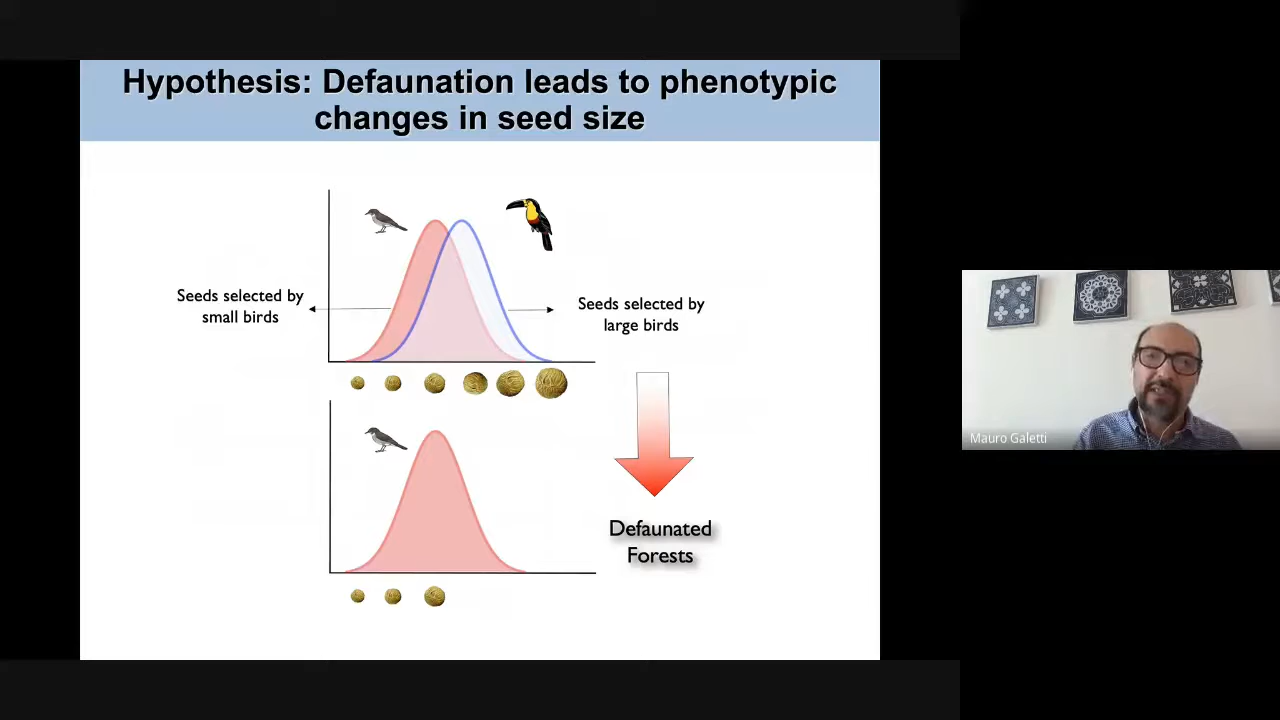 Hypothesis: Defaunation leads to phenotypic
changes in seed size
Seeds selected by
small birds
Seeds selected by
large birds
Defaunated
Forests
Mauro Galetti